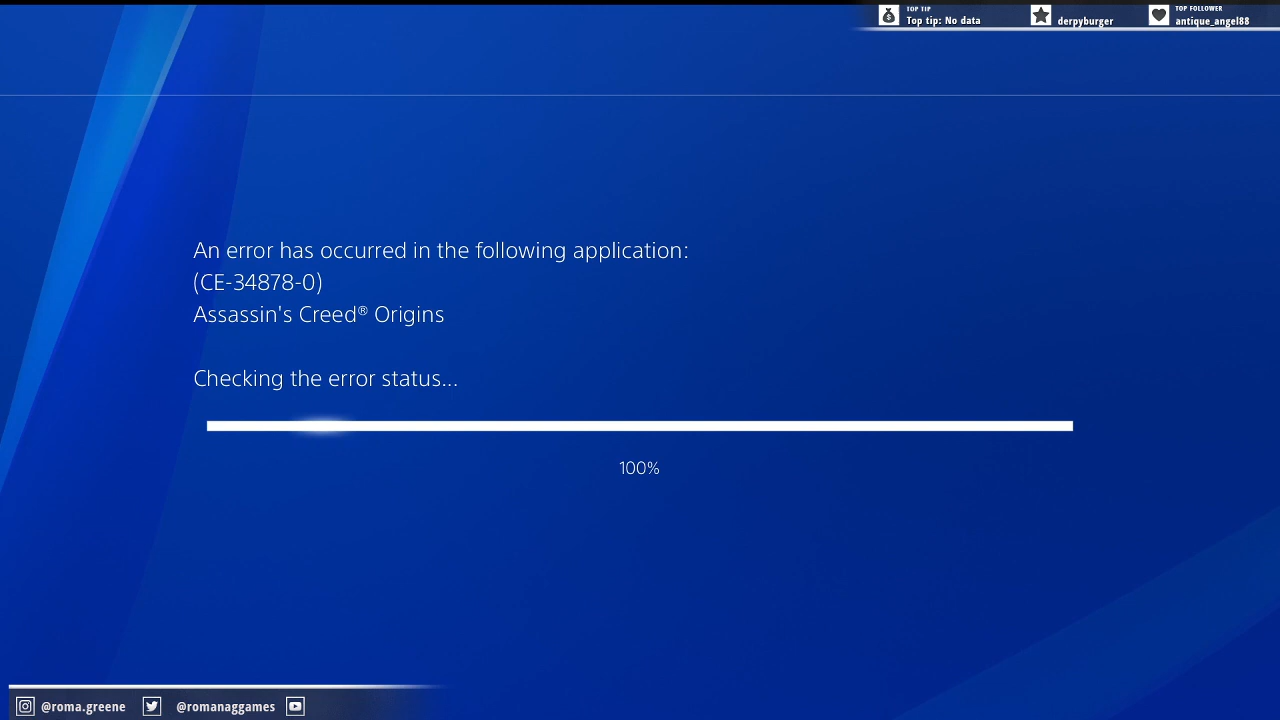 TOP TIP
Top tip: No data
derpyburger
TOP FOLLOWER
antique_angel88
An error has occurred in the following application:
(CE-34878-0)
Assassin's Creed® Origins
Checking the error status...
100%
@roma.greene
@romanaggames